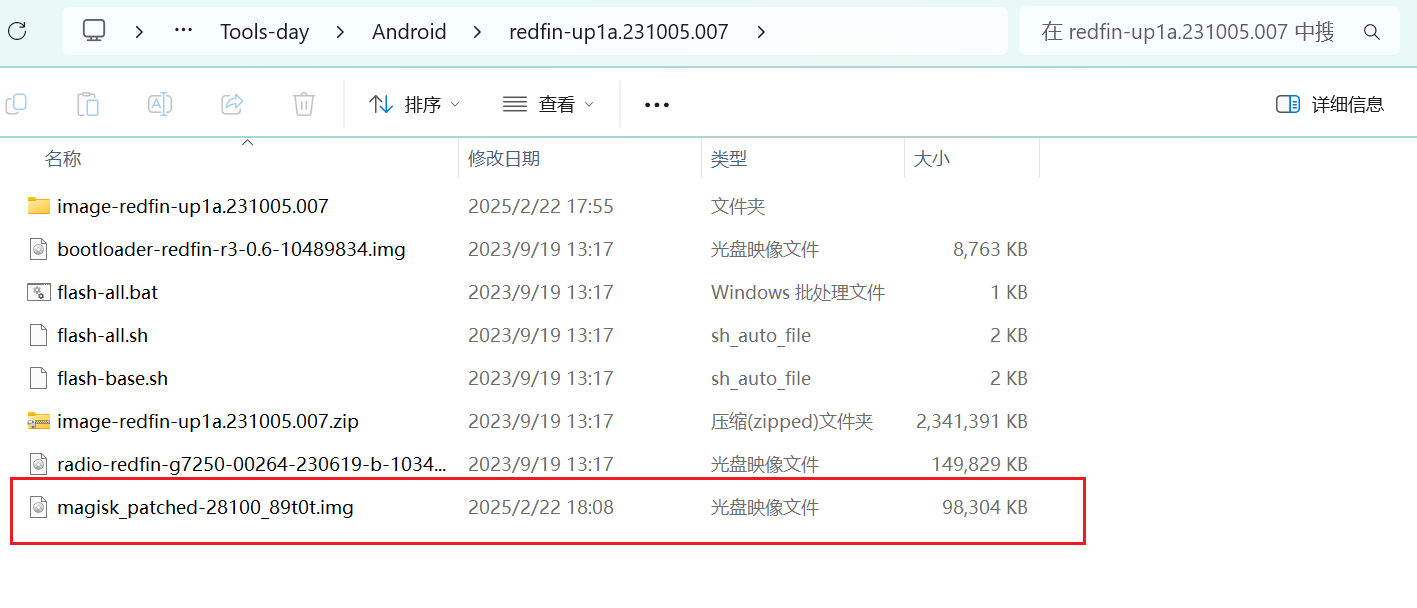 Tools-day Android redfin-up1a.231005.007 在 redfin-up1a.231005.007 中搜
排序 查看 详细信息
名称 修改日期 类型 大小
image-redfin-up1a.231005.007 2025/2/22 17:55 文件夹
bootloader-redfin-r3-0.6-10489834.img 2023/9/19 13:17 光盘映像文件 8,763 KB
flash-all.bat 2023/9/19 13:17 Windows 批处理文件 1 KB
flash-all.sh 2023/9/19 13:17 sh_auto_file 2 KB
flash-base.sh 2023/9/19 13:17 sh_auto_file 2 KB
image-redfin-up1a.231005.007.zip 2023/9/19 13:17 压缩(zipped)文件夹 2,341,391 KB
radio-redfin-g7250-00264-230619-b-1034... 2023/9/19 13:17 光盘映像文件 149,829 KB
magisk_patched-28100_89t0t.img 2025/2/22 18:08 光盘映像文件 98,304 KB